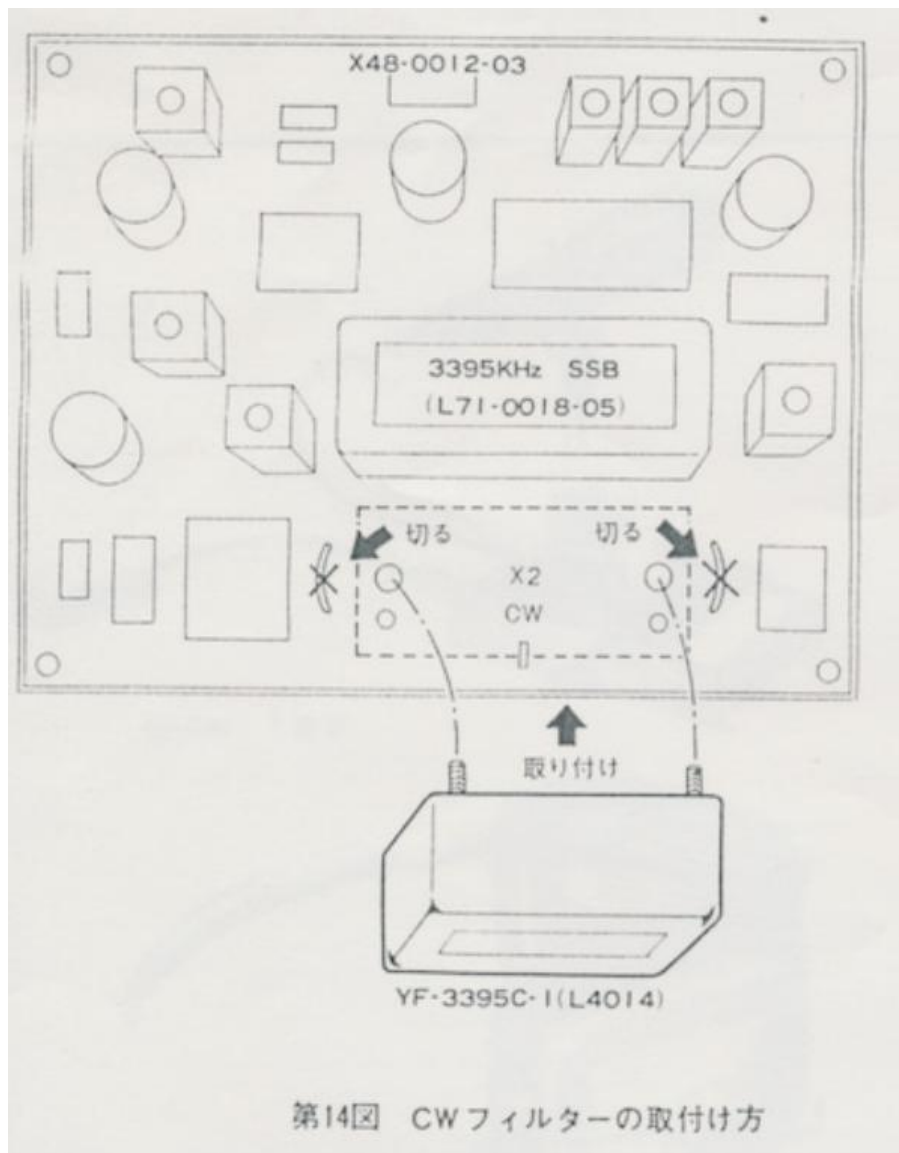 X48-0012-03
3395KHz SSB
(L71-0018-05)
切る 切る
X2
CW
取り付け
YF-3395C-1(L4014)
第14図 CWフィルターの取付け方